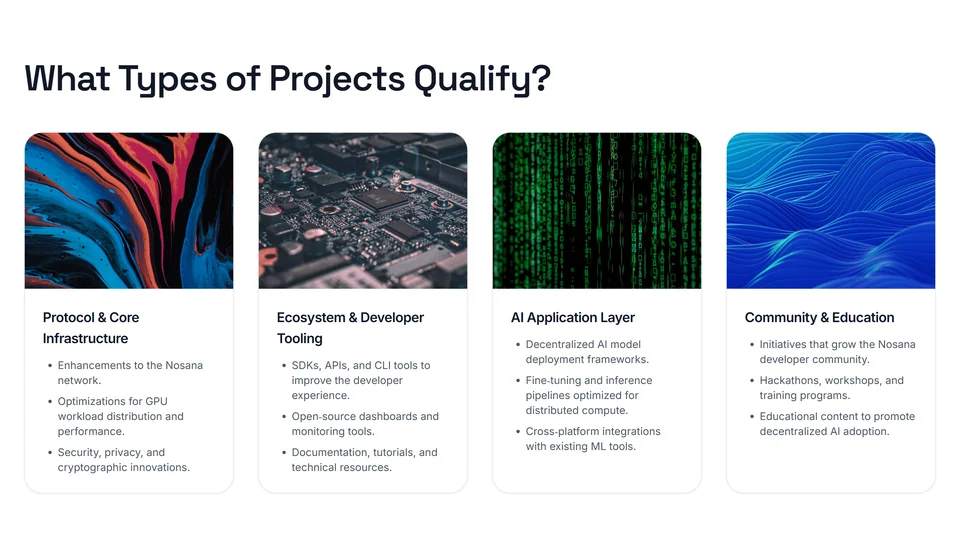 What Types of Projects Qualify?
Protocol & Core
Infrastructure
• Enhancements to the Nosana
network.
• Optimizations for GPU
workload distribution and
performance.
• Security, privacy, and
cryptographic innovations.
Ecosystem & Developer
Tooling
• SDKs, APIs, and CLI tools to
improve the developer
experience.
• Open-source dashboards and
monitoring tools.
• Documentation, tutorials, and
technical resources.
AI Application Layer
• Decentralized AI model
deployment frameworks.
• Fine-tuning and inference
pipelines optimized for
distributed compute.
• Cross-platform integrations
with existing ML tools.
Community & Education
• Initiatives that grow the Nosana
developer community.
• Hackathons, workshops, and
training programs.
• Educational content to promote
decentralized AI adoption.